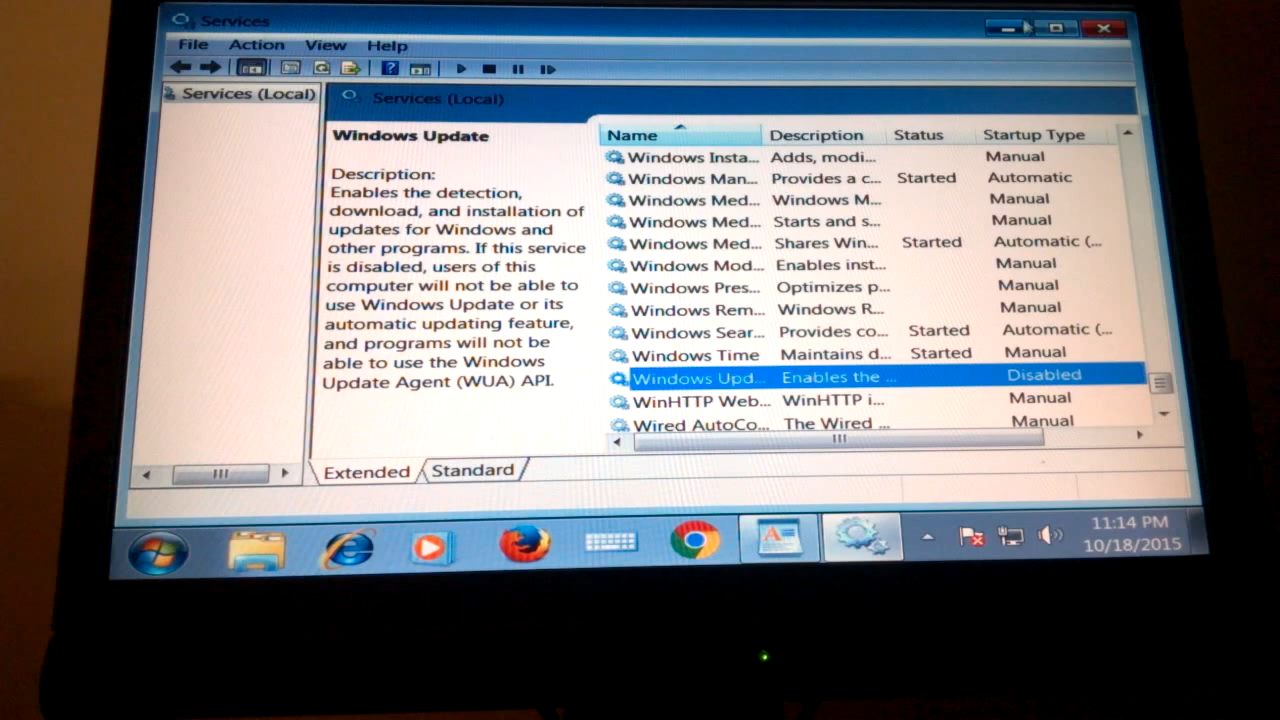 Services
File Action View Help
Services (Local)
Services (Local)
Windows Update
Description:
Enables the detection,
download, and installation of
updates for Windows and
other programs. If this service
is disabled, users of this
computer will not be able to
use Windows Update or its
automatic updating feature,
and programs will not be
able to use the Windows
Update Agent (WUA) API.
Name Description Status Startup Type
Windows Insta... Adds, modi... Manual
Windows Man... Provides a c... Started Automatic
Windows Med... Windows M... Manual
Windows Med... Starts and s... Manual
Windows Med... Shares Win... Started Automatic (...
Windows Mod... Enables inst... Manual
Windows Pres... Optimizes p... Manual
Windows Rem... Windows R... Manual
Windows Sear... Provides co... Started Automatic (...
Windows Time Maintains d... Started Manual
Windows Upd... Enables the ... Disabled
WinHTTP Web... WinHTTP i... Manual
Wired AutoCo... The Wired ... Manual
Extended Standard
11:14 PM
10/18/2015